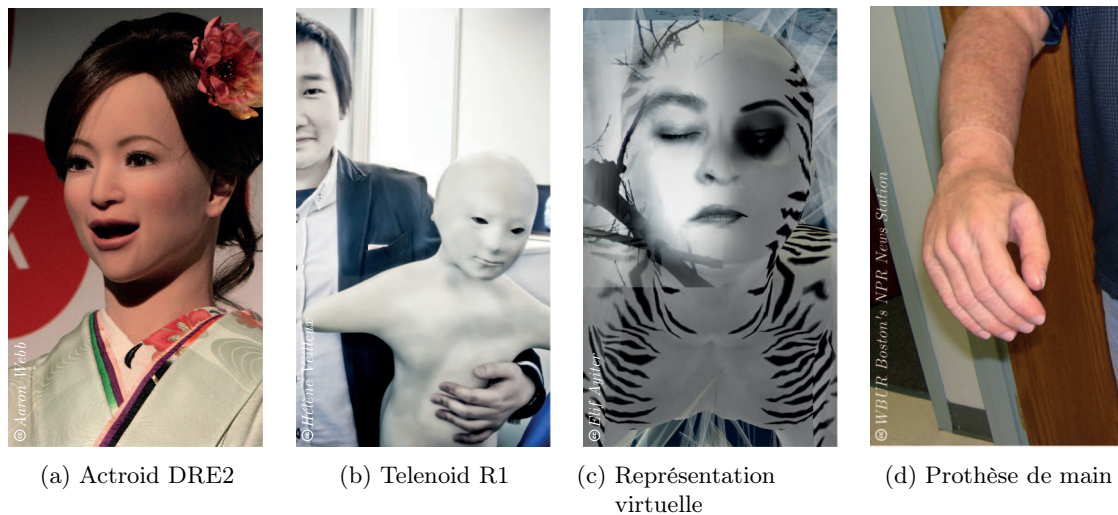 X
© Aaron Webb
© Hélène Veilleux
© Elif Ayiter
© WBUR Boston's NPR News Station
(a) Actroid DRE2
(b) Telenoid R1
(c) Représentation
virtuelle
(d) Prothèse de main